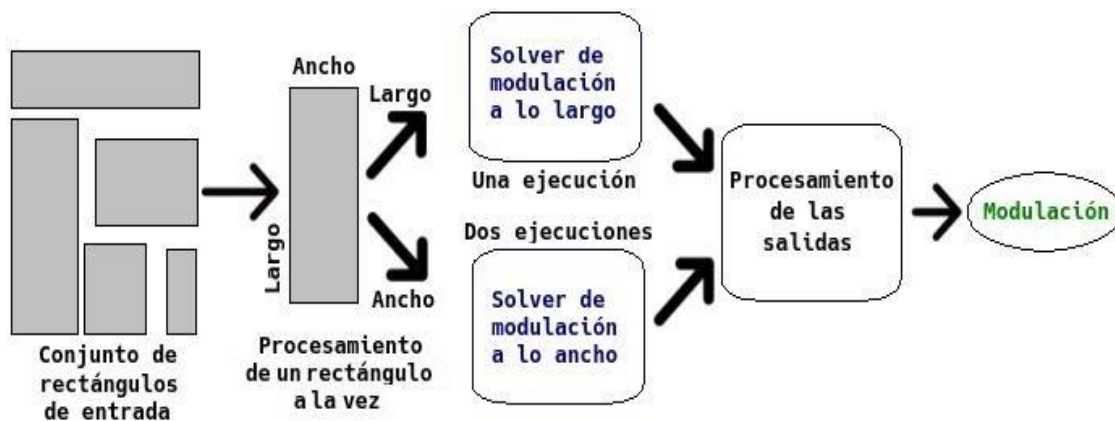 Conjunto de
rectángulos
de entrada
Ancho
Largo
Procesamiento
de un rectángulo
a la vez
Largo
Ancho
Solver de
modulación
a lo largo
Una ejecución
Dos ejecuciones
Solver de
modulación
a lo ancho
Procesamiento
de las
salidas
Modulación